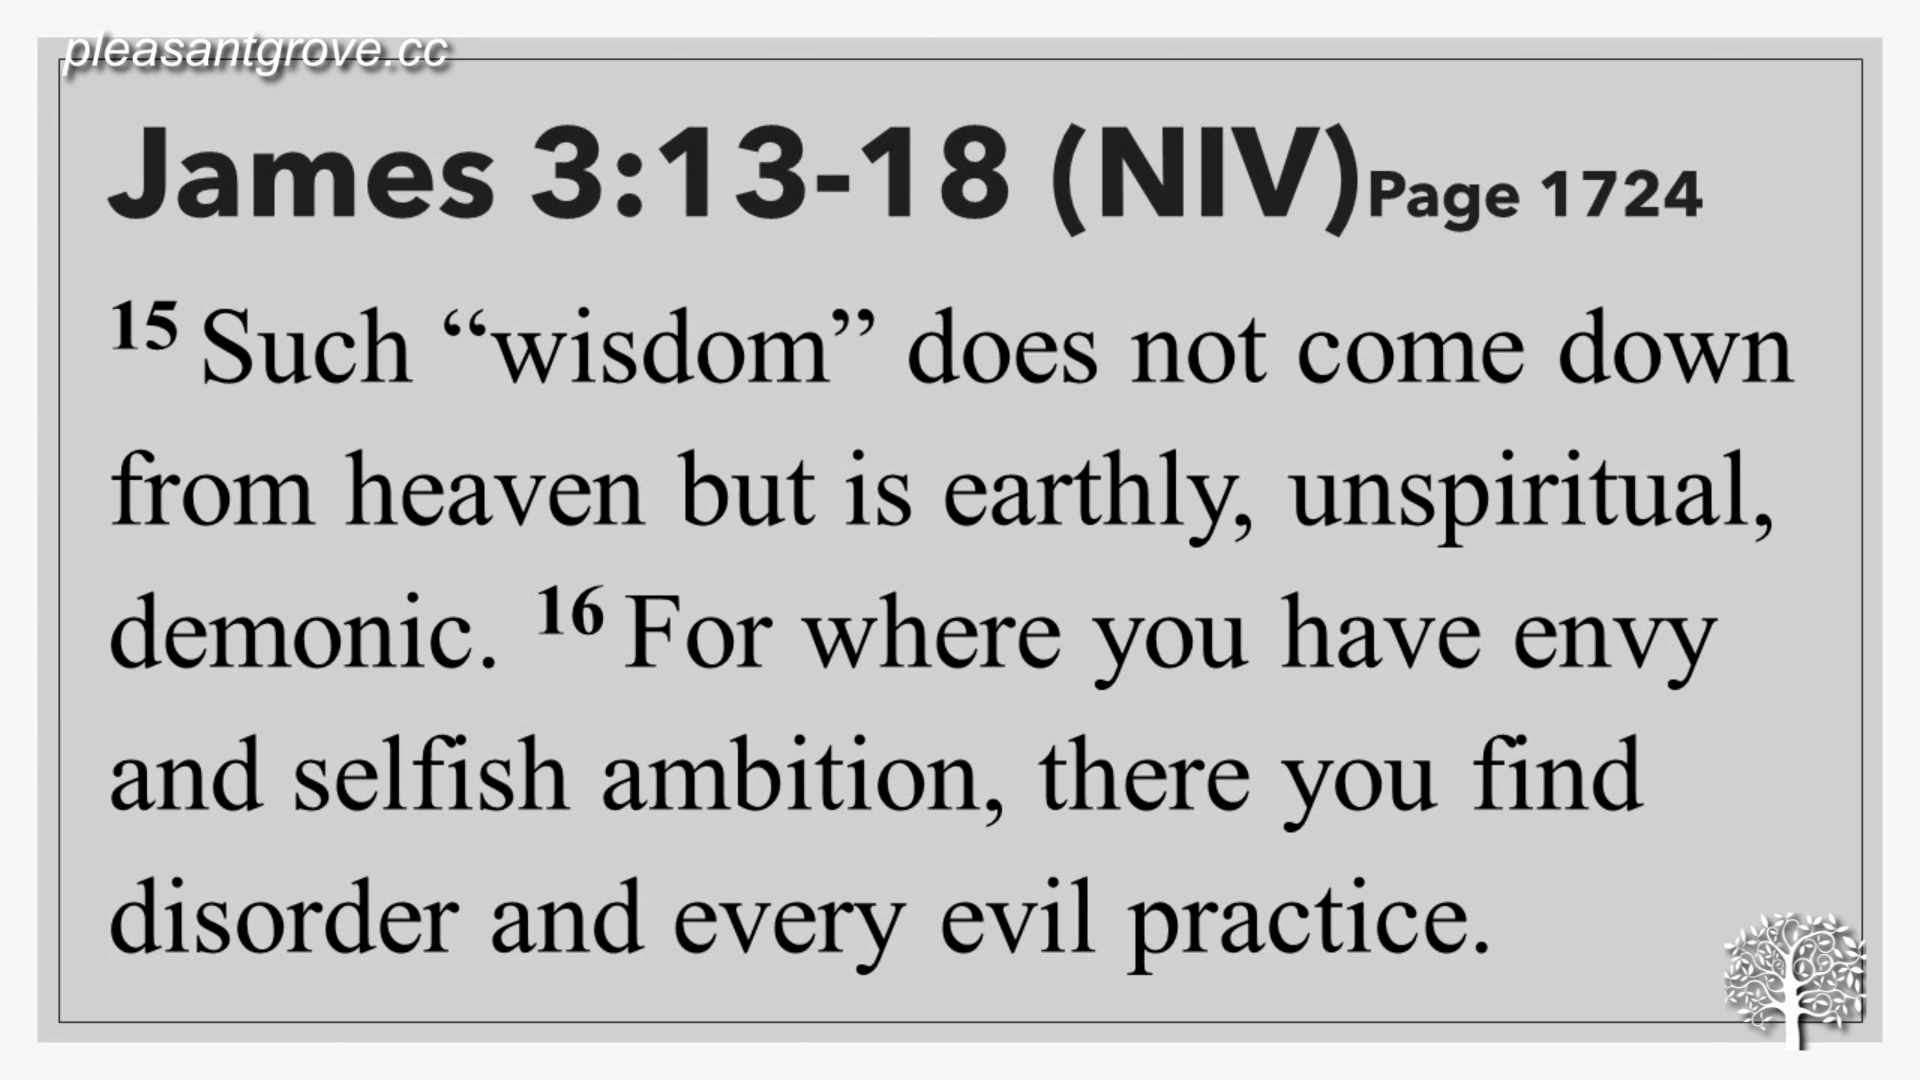 pleasantgrove.cc
James 3:13-18 (NIV)Page 1724
15 Such “wisdom” does not come down
from heaven but is earthly, unspiritual,
demonic. 16 For where you have envy
and selfish ambition, there you find
disorder and every evil practice.